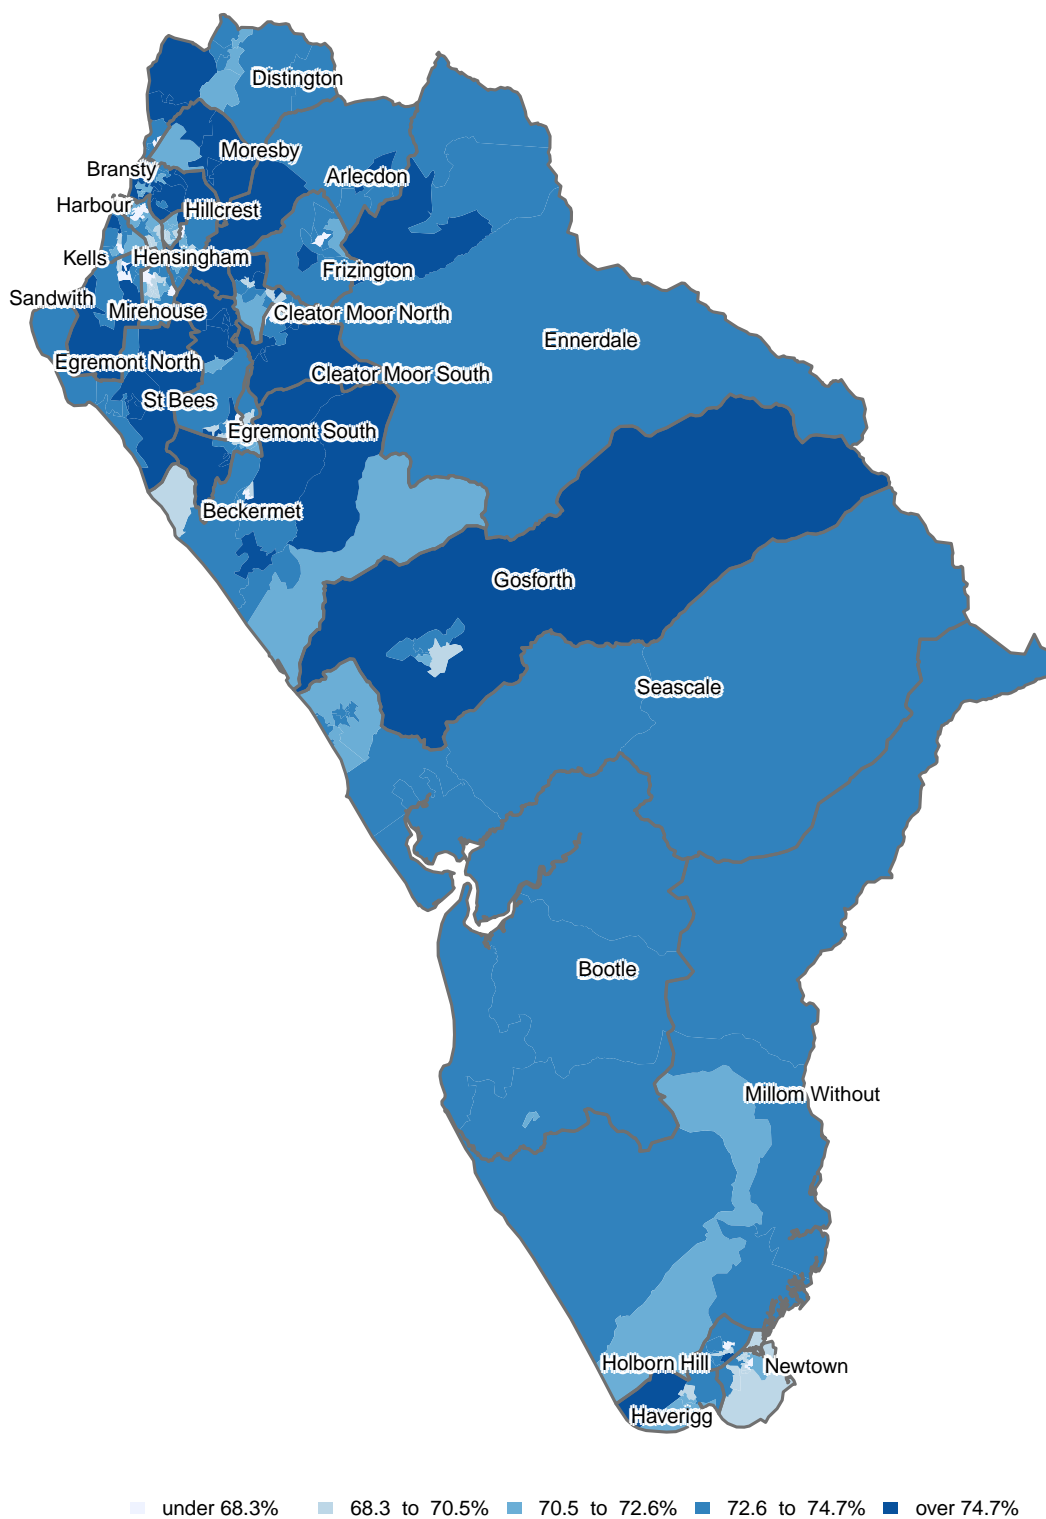 Distington
Moresby
Bransty
Arlecdon
Harbour
Hillcrest
Kells
Hensingham
Frizington
Sandwith
Mirehouse
Cleator Moor North
Ennerdale
Egremont North
Cleator Moor South
St Bees
Egremont South
Beckermet
Gosforth
Seascale
Bootle
Millom Without
Holborn Hill
Newtown
Haverigg
under 68.3% 68.3 to 70.5% 70.5 to 72.6% 72.6 to 74.7% over 74.7%